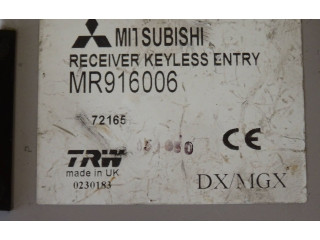 MITSUBISHI
RECEIVER KEYLESS ENTRY
MR916006
72165
CE
TRW
made in UK
0230183
DX/MGX